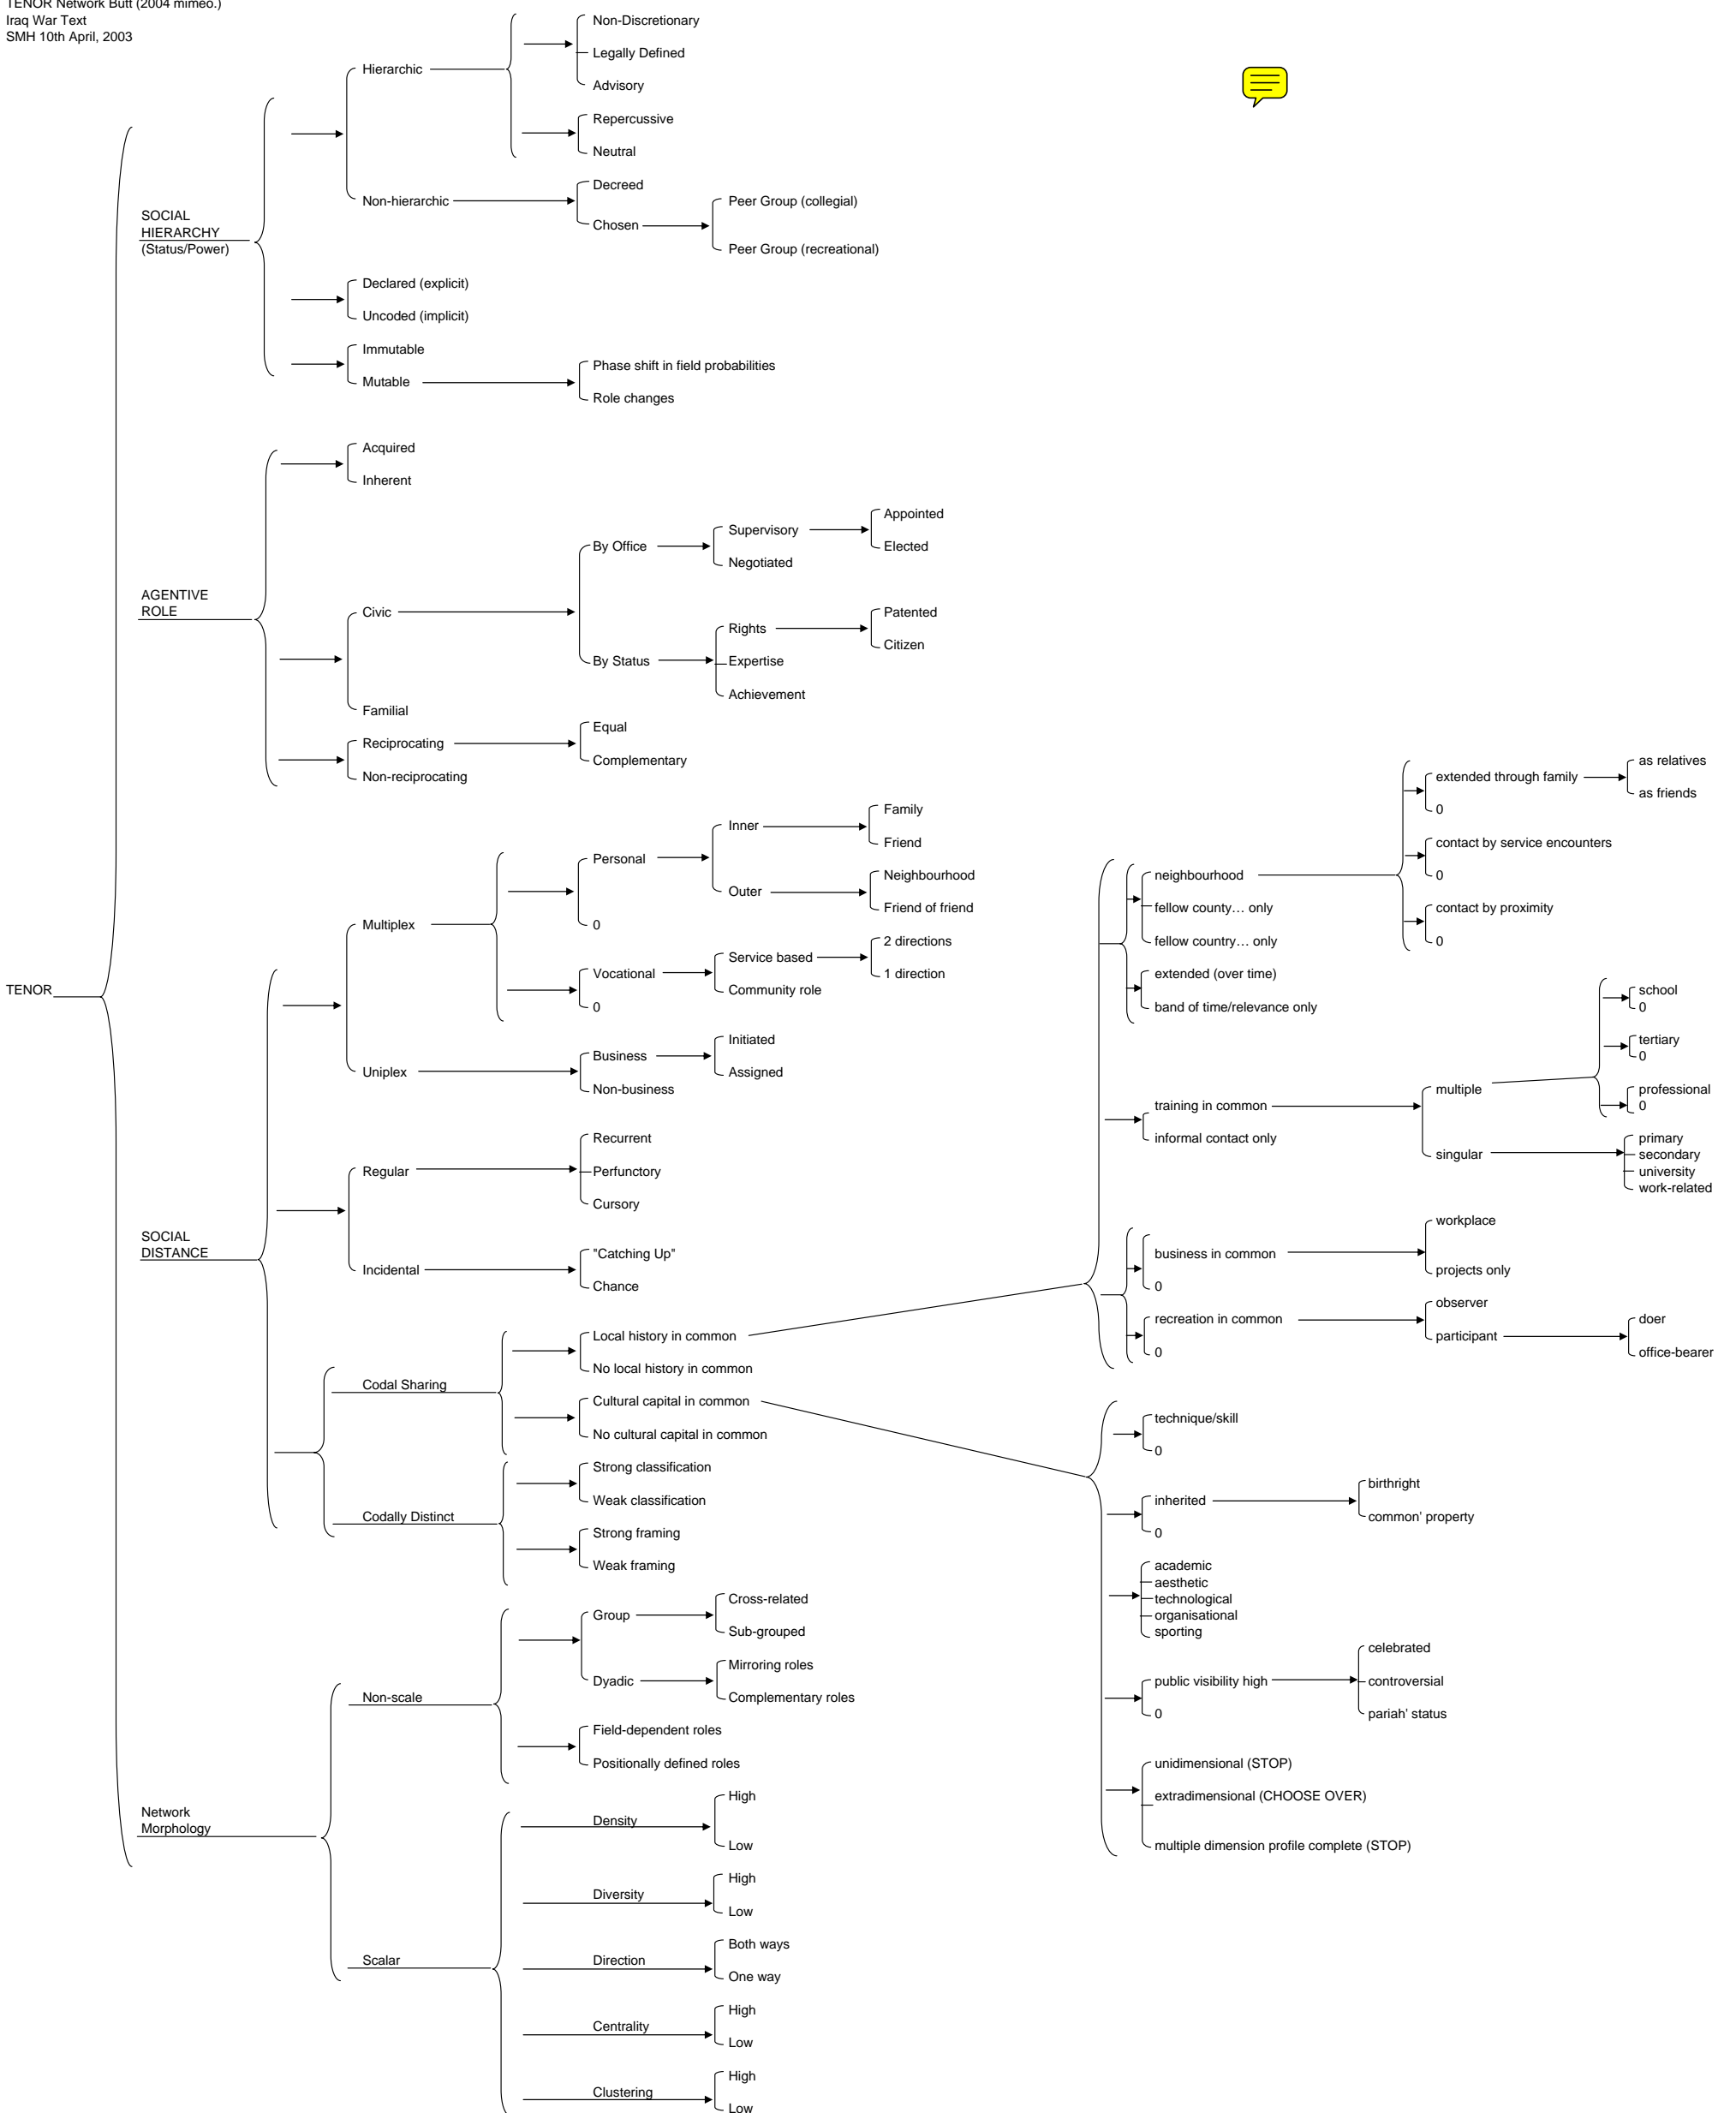 TENOR Network Butt (2004 mimeo.)
Iraq War Text
SMH 10th April, 2003
TENOR
SOCIAL
HIERARCHY
(Status/Power)
Hierarchic
Non-Discretionary
Legally Defined
Advisory
Repercussive
Neutral
Non-hierarchic
Decreed
Chosen
Peer Group (collegial)
Peer Group (recreational)
Declared (explicit)
Uncoded (implicit)
Immutable
Mutable
Phase shift in field probabilities
Role changes
AGENTIVE
ROLE
Acquired
Inherent
Civic
By Office
Supervisory
Appointed
Elected
Negotiated
By Status
Rights
Patented
Citizen
Expertise
Achievement
Familial
Reciprocating
Equal
Complementary
Non-reciprocating
SOCIAL
DISTANCE
Multiplex
Personal
Inner
Family
Friend
Outer
Neighbourhood
Friend of friend
0
Vocational
Service based
2 directions
1 direction
Community role
0
Uniplex
Business
Initiated
Assigned
Non-business
Regular
Recurrent
Perfunctory
Cursory
Incidental
"Catching Up"
Chance
Codal Sharing
Local history in common
No local history in common
Cultural capital in common
No cultural capital in common
Codally Distinct
Strong classification
Weak classification
Strong framing
Weak framing
neighbourhood
fellow county… only
fellow country… only
extended through family
as relatives
as friends
0
contact by service encounters
0
contact by proximity
0
extended (over time)
band of time/relevance only
training in common
informal contact only
multiple
school
0
tertiary
0
professional
0
singular
primary
secondary
university
work-related
business in common
0
workplace
projects only
recreation in common
0
observer
participant
doer
office-bearer
technique/skill
0
inherited
0
birthright
common' property
academic
aesthetic
technological
organisational
sporting
public visibility high
0
celebrated
controversial
pariah' status
unidimensional (STOP)
extradimensional (CHOOSE OVER)
multiple dimension profile complete (STOP)
Network
Morphology
Non-scale
Group
Cross-related
Sub-grouped
Dyadic
Mirroring roles
Complementary roles
Field-dependent roles
Positionally defined roles
Scalar
Density
High
Low
Diversity
High
Low
Direction
Both ways
One way
Centrality
High
Low
Clustering
High
Low